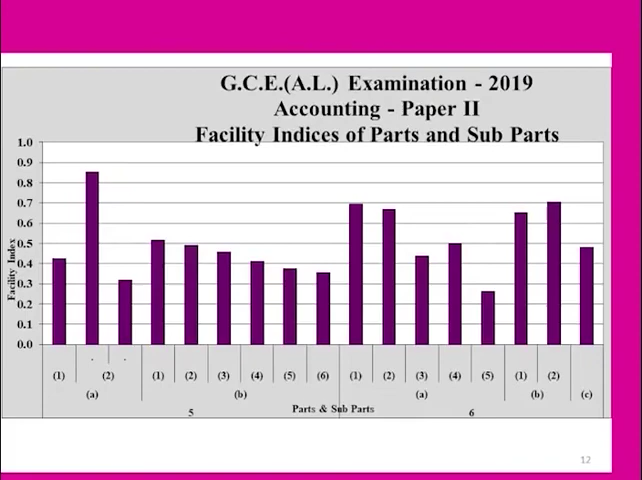 G.C.E.(A.L.) Examination - 2019
Accounting - Paper II
Facility Indices of Parts and Sub Parts
Facility Index
1.0
0.9
0.8
0.7
0.6
0.5
0.4
0.3
0.2
0.1
0.0
(1) (2) (1) (2) (3) (4) (5) (6) (1) (2) (3) (4) (5) (1) (2)
(a) (b) (a) (b) (c)
5 6
Parts & Sub Parts
12